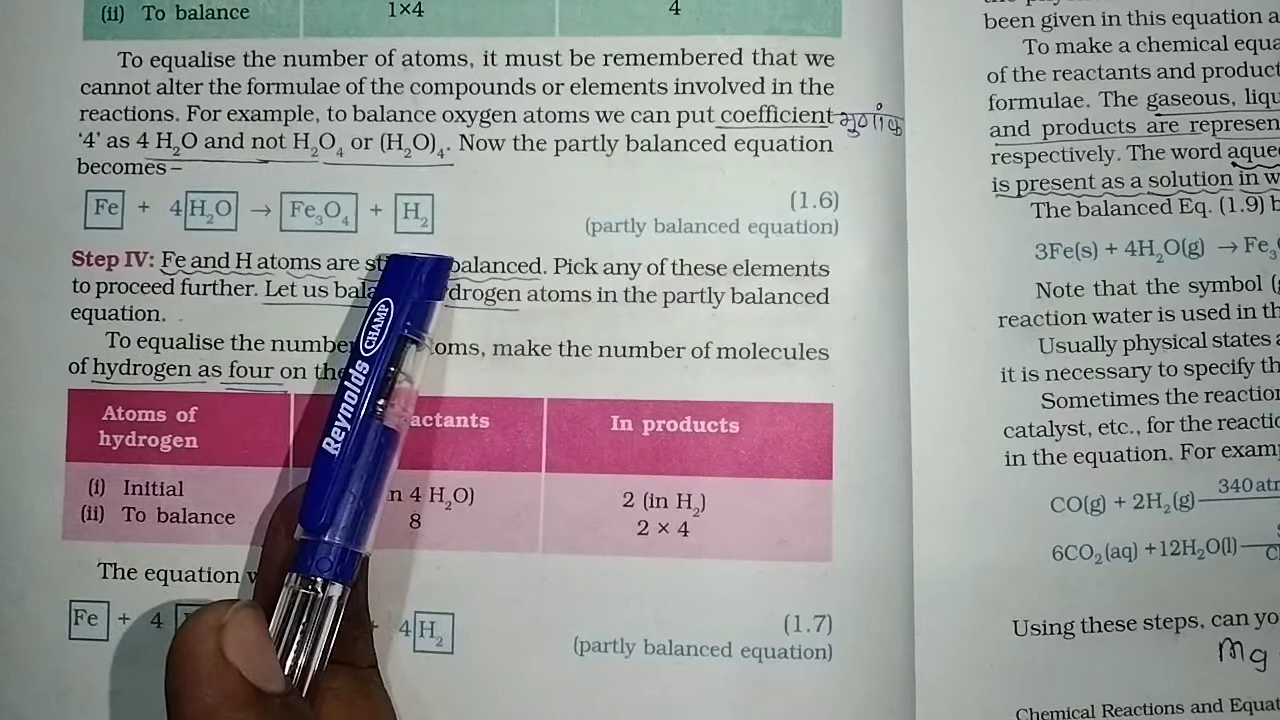 (ii) To balance 1×4 4
To equalise the number of atoms, it must be remembered that we
cannot alter the formulae of the compounds or elements involved in the
reactions. For example, to balance oxygen atoms we can put coefficient
'4' as 4 H₂O and not H₂O₄ or (H₂O)₄. Now the partly balanced equation
becomes –
Fe + 4 H₂O → Fe₃O₄ + H₂ (1.6)
(partly balanced equation)
Step IV: Fe and H atoms are balanced. Pick any of these elements
to proceed further. Let us drogen atoms in the partly balanced
equation.
To equalise the number oms, make the number of molecules
of hydrogen as four on the
Atoms of hydrogen actants In products
(i) Initial n 4 H₂O) 2 (in H₂)
(ii) To balance 8 2 × 4
The equation
Fe + 4 4 H₂ (1.7)
(partly balanced equation)
Reynolds CHAMP
been given in this equation a
To make a chemical equa
of the reactants and product
formulae. The gaseous, liqu
and products are represen
respectively. The word aque
is present as a solution in w
The balanced Eq. (1.9) b
3Fe(s) + 4H₂O(g) → Fe₃
Note that the symbol (
reaction water is used in th
Usually physical states a
it is necessary to specify th
Sometimes the reaction
catalyst, etc., for the reactio
in the equation. For exam
340 atm
CO(g) + 2H₂(g)
6CO₂(aq) +12H₂O(l)
Using these steps, can yo
Mg
Chemical Reactions and Equat